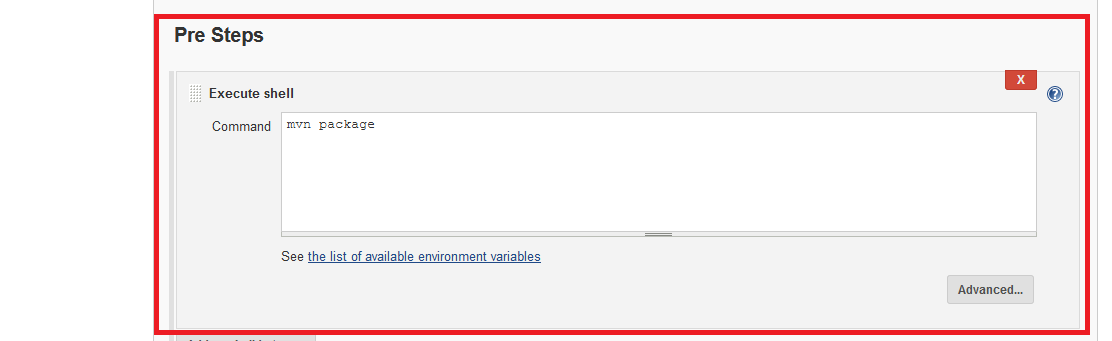 Pre Steps
X
Execute shell
Command
mvn package
See the list of available environment variables
Advanced...